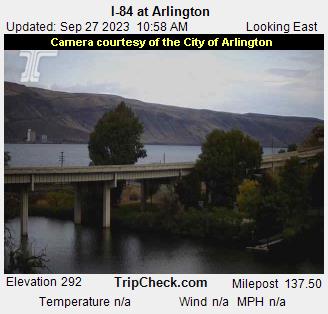 I-84 at Arlington
Updated: Sep 27 2023 10:58 AM Looking East
Camera courtesy of the City of Arlington
Elevation 292 TripCheck.com Milepost 137.50
Temperature n/a Wind n/a MPH n/a